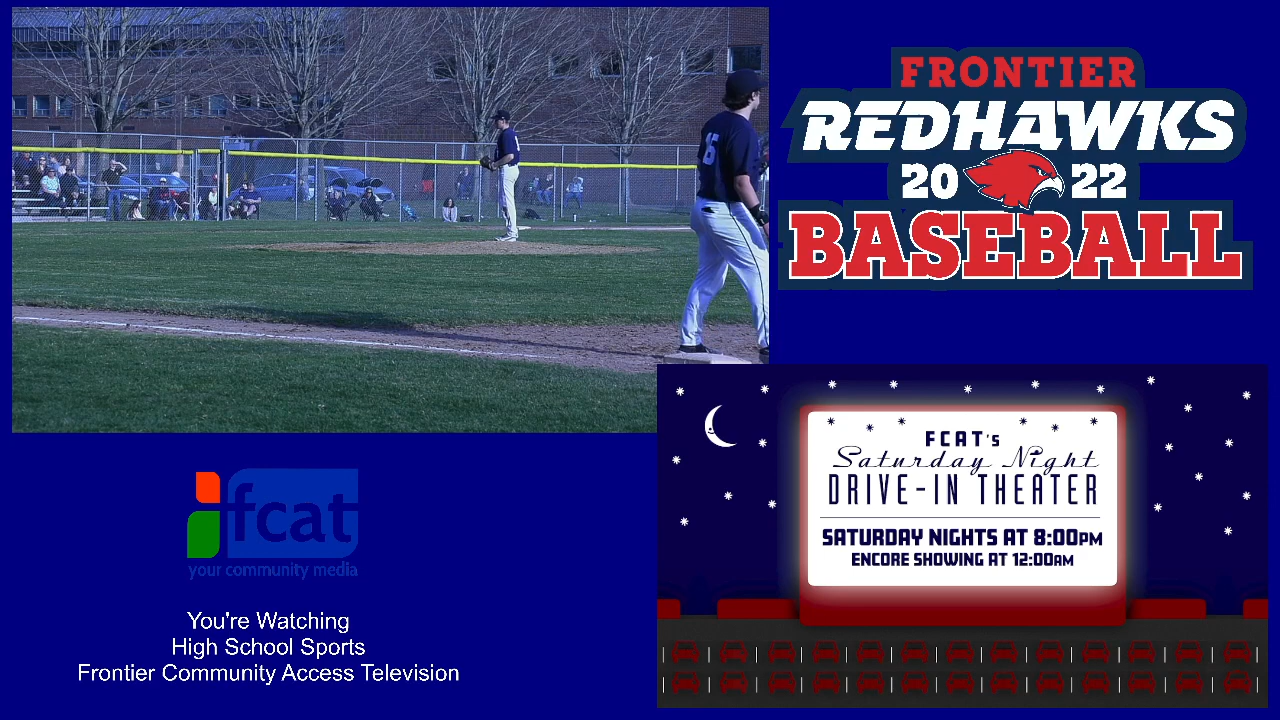 FRONTIER
REDHAWKS
20 22
BASEBALL
FCAT's
Saturday Night
DRIVE-IN THEATER
SATURDAY NIGHTS AT 8:00PM
ENCORE SHOWING AT 12:00AM
fcat
your community media
You're Watching
High School Sports
Frontier Community Access Television